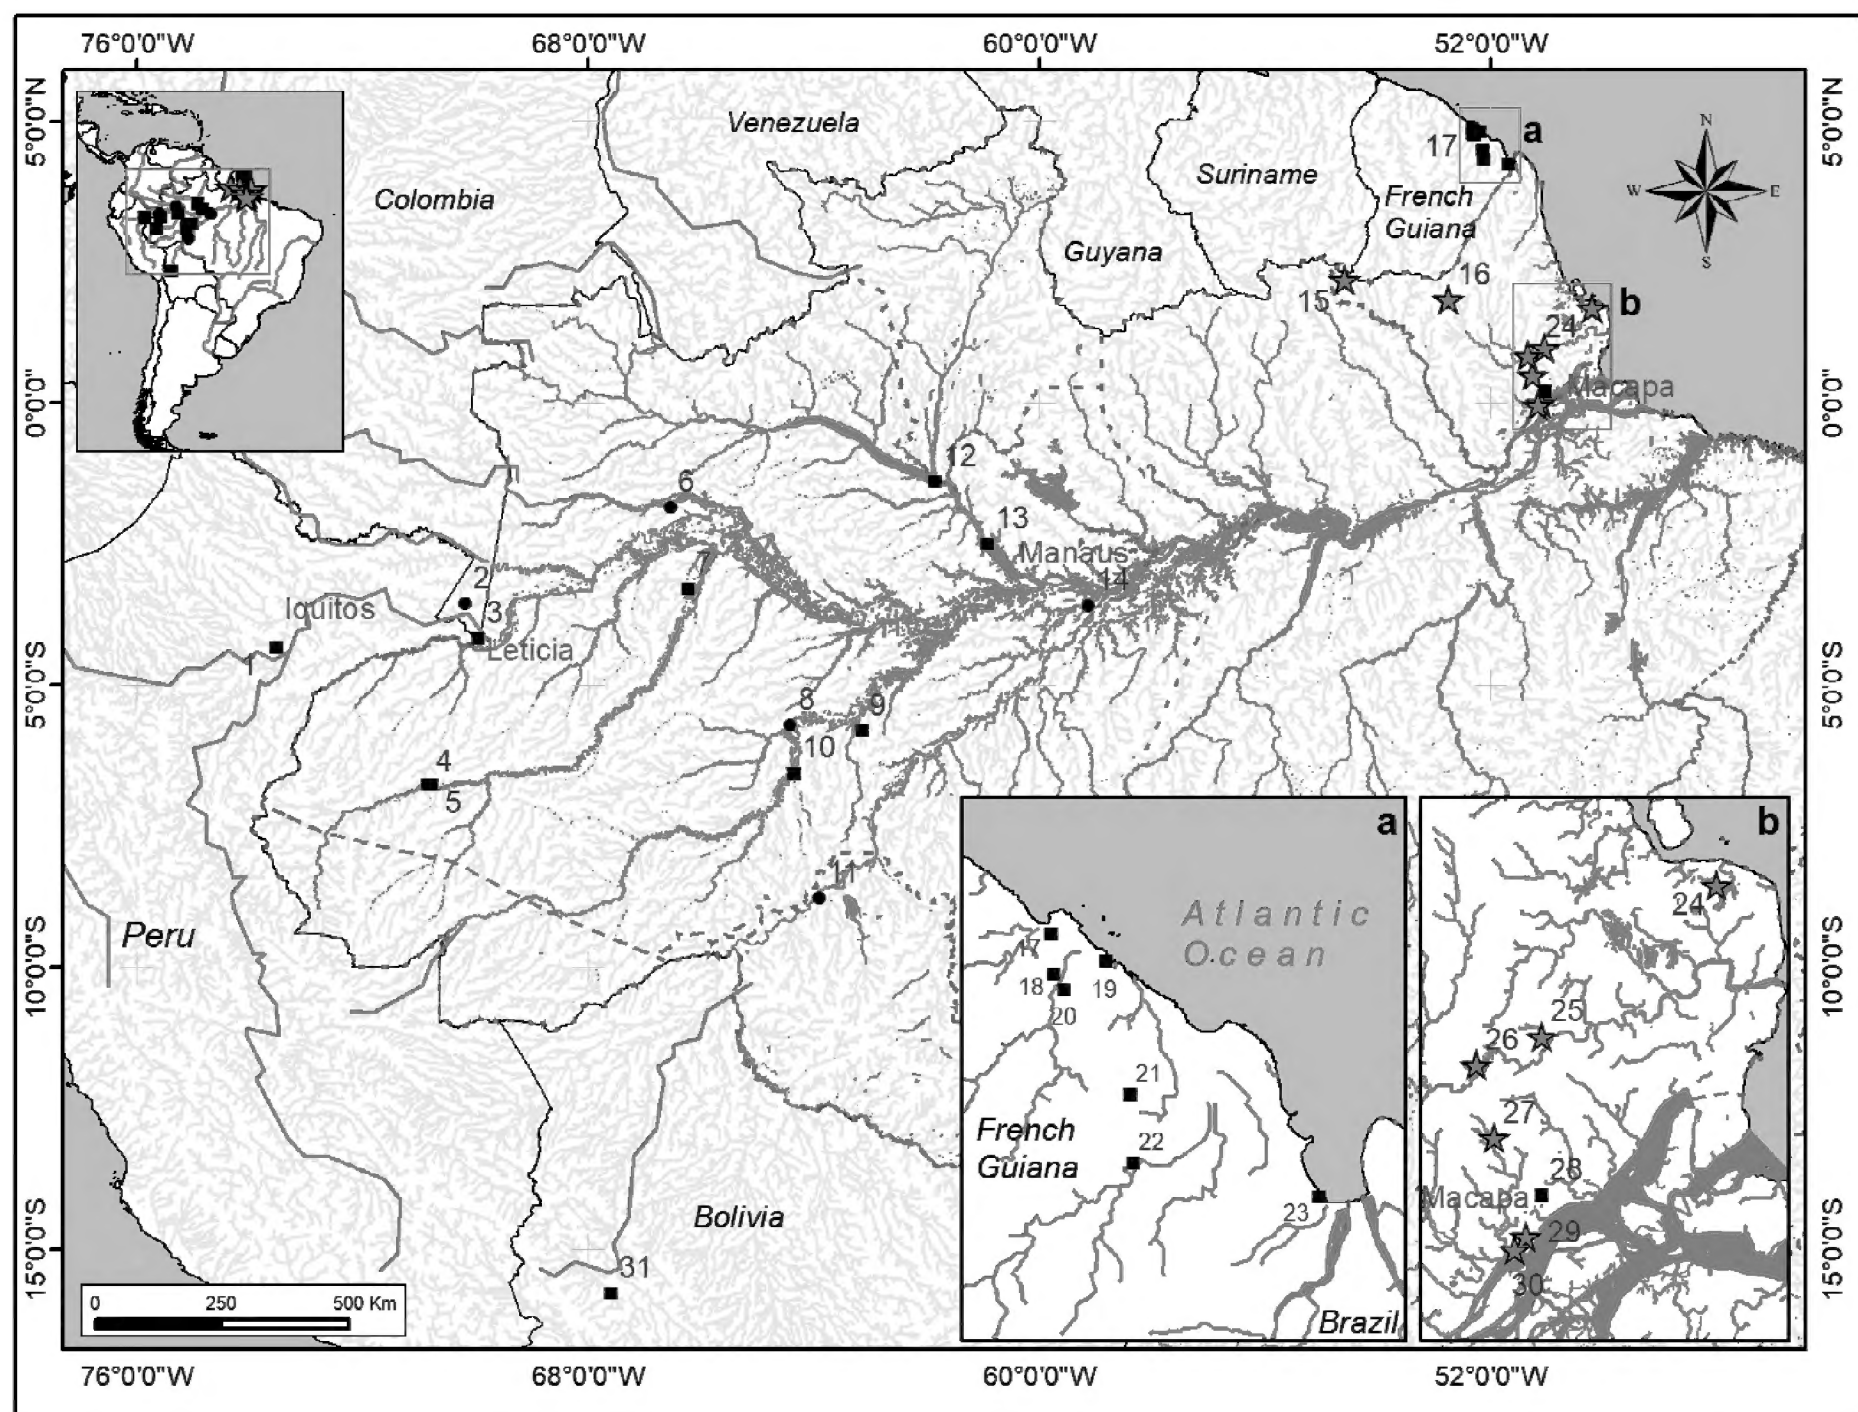 76°0'0"W
68°0'0"W
60°0'0"W
52°0'0"W
5°0'0"N
0°0'0"
5°0'0"S
10°0'0"S
15°0'0"S
5°0'0"N
0°0'0"
5°0'0"S
10°0'0"S
15°0'0"S
N
W
E
S
Venezuela
Colombia
Suriname
French
Guiana
Guyana
17
a
16
15
b
24
Macapa
12
6
13
Manaus
14
7
2
3
Iquitos
Leticia
1
8
9
10
4
5
11
Peru
Bolivia
31
0
250
500 Km
a
Atlantic
Ocean
17
18
19
20
21
22
23
French
Guiana
Brazil
b
24
25
26
27
28
Macapa
29
30
76°0'0"W
68°0'0"W
60°0'0"W
52°0'0"W